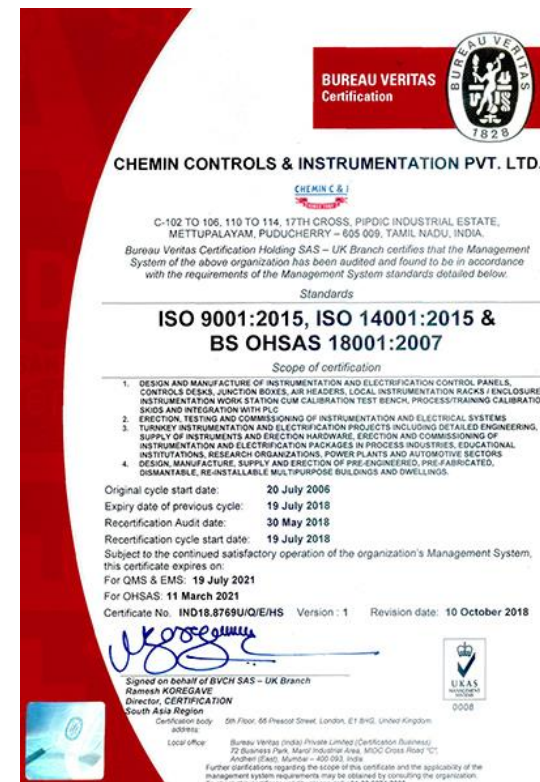 BUREAU VERITAS
Certification
BUREAU VERITAS
1828
CHEMIN CONTROLS & INSTRUMENTATION PVT. LTD.
CHEMIN C & I
C-102 TO 106, 110 TO 114, 17TH CROSS, PIPDIC INDUSTRIAL ESTATE,
METTUPALAYAM, PUDUCHERRY – 605 009, TAMIL NADU, INDIA.
Bureau Veritas Certification Holding SAS – UK Branch certifies that the Management
System of the above organization has been audited and found to be in accordance
with the requirements of the Management System standards detailed below.
Standards
ISO 9001:2015, ISO 14001:2015 &
BS OHSAS 18001:2007
Scope of certification
1. DESIGN AND MANUFACTURE OF INSTRUMENTATION AND ELECTRIFICATION CONTROL PANELS,
CONTROLS DESKS, JUNCTION BOXES, AIR HEADERS, LOCAL INSTRUMENTATION RACKS / ENCLOSURE
INSTRUMENTATION WORK STATION CUM CALIBRATION TEST BENCH, PROCESS/TRAINING CALIBRATIO
SKIDS AND INTEGRATION WITH PLC
2. ERECTION, TESTING AND COMMISSIONING OF INSTRUMENTATION AND ELECTRICAL SYSTEMS
3. TURNKEY INSTRUMENTATION AND ELECTRIFICATION PROJECTS INCLUDING DETAILED ENGINEERING,
SUPPLY OF INSTRUMENTS AND ERECTION HARDWARE, ERECTION AND COMMISSIONING OF
INSTRUMENTATION AND ELECTRIFICATION PACKAGES IN PROCESS INDUSTRIES, EDUCATIONAL
INSTITUTIONS, RESEARCH ORGANIZATIONS, POWER PLANTS AND AUTOMOTIVE SECTORS
4. DESIGN, MANUFACTURE, SUPPLY AND ERECTION OF PRE-ENGINEERED, PRE-FABRICATED,
DISMANTABLE, RE-INSTALLABLE MULTIPURPOSE BUILDINGS AND DWELLINGS.
Original cycle start date: 20 July 2006
Expiry date of previous cycle: 19 July 2018
Recertification Audit date: 30 May 2018
Recertification cycle start date: 19 July 2018
Subject to the continued satisfactory operation of the organization's Management System,
this certificate expires on:
For QMS & EMS: 19 July 2021
For OHSAS: 11 March 2021
Certificate No. IND18.8769U/Q/E/HS Version : 1 Revision date: 10 October 2018
Signed on behalf of BVCH SAS – UK Branch
Ramesh KOREGAVE
Director, CERTIFICATION
South Asia Region
UKAS
MANAGEMENT
SYSTEMS
0008
Certification body address: 5th Floor, 66 Prescot Street, London, E1 8HG, United Kingdom
Local office: Bureau Veritas (India) Private Limited (Certification Business)
72 Business Park, Marol Industrial Area, MIDC Cross Road "C",
Andheri (East), Mumbai – 400 093, India
Further clarifications regarding the scope of this certificate and the applicability of the
management system requirements may be obtained by consulting the organization.